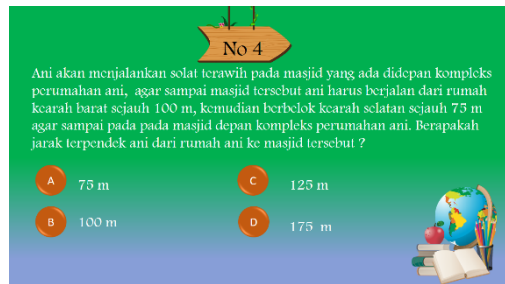 No 4
Ani akan menjalankan solat terawih pada masjid yang ada didepan kompleks
perumahan ani, agar sampai masjid tersebut ani harus berjalan dari rumah
kearah barat sejauh 100 m, kemudian berbelok kearah selatan sejauh 75 m
agar sampai pada pada masjid depan kompleks perumahan ani. Berapakah
jarak terpendek ani dari rumah ani ke masjid tersebut ?
A 75 m
C 125 m
B 100 m
D 175 m